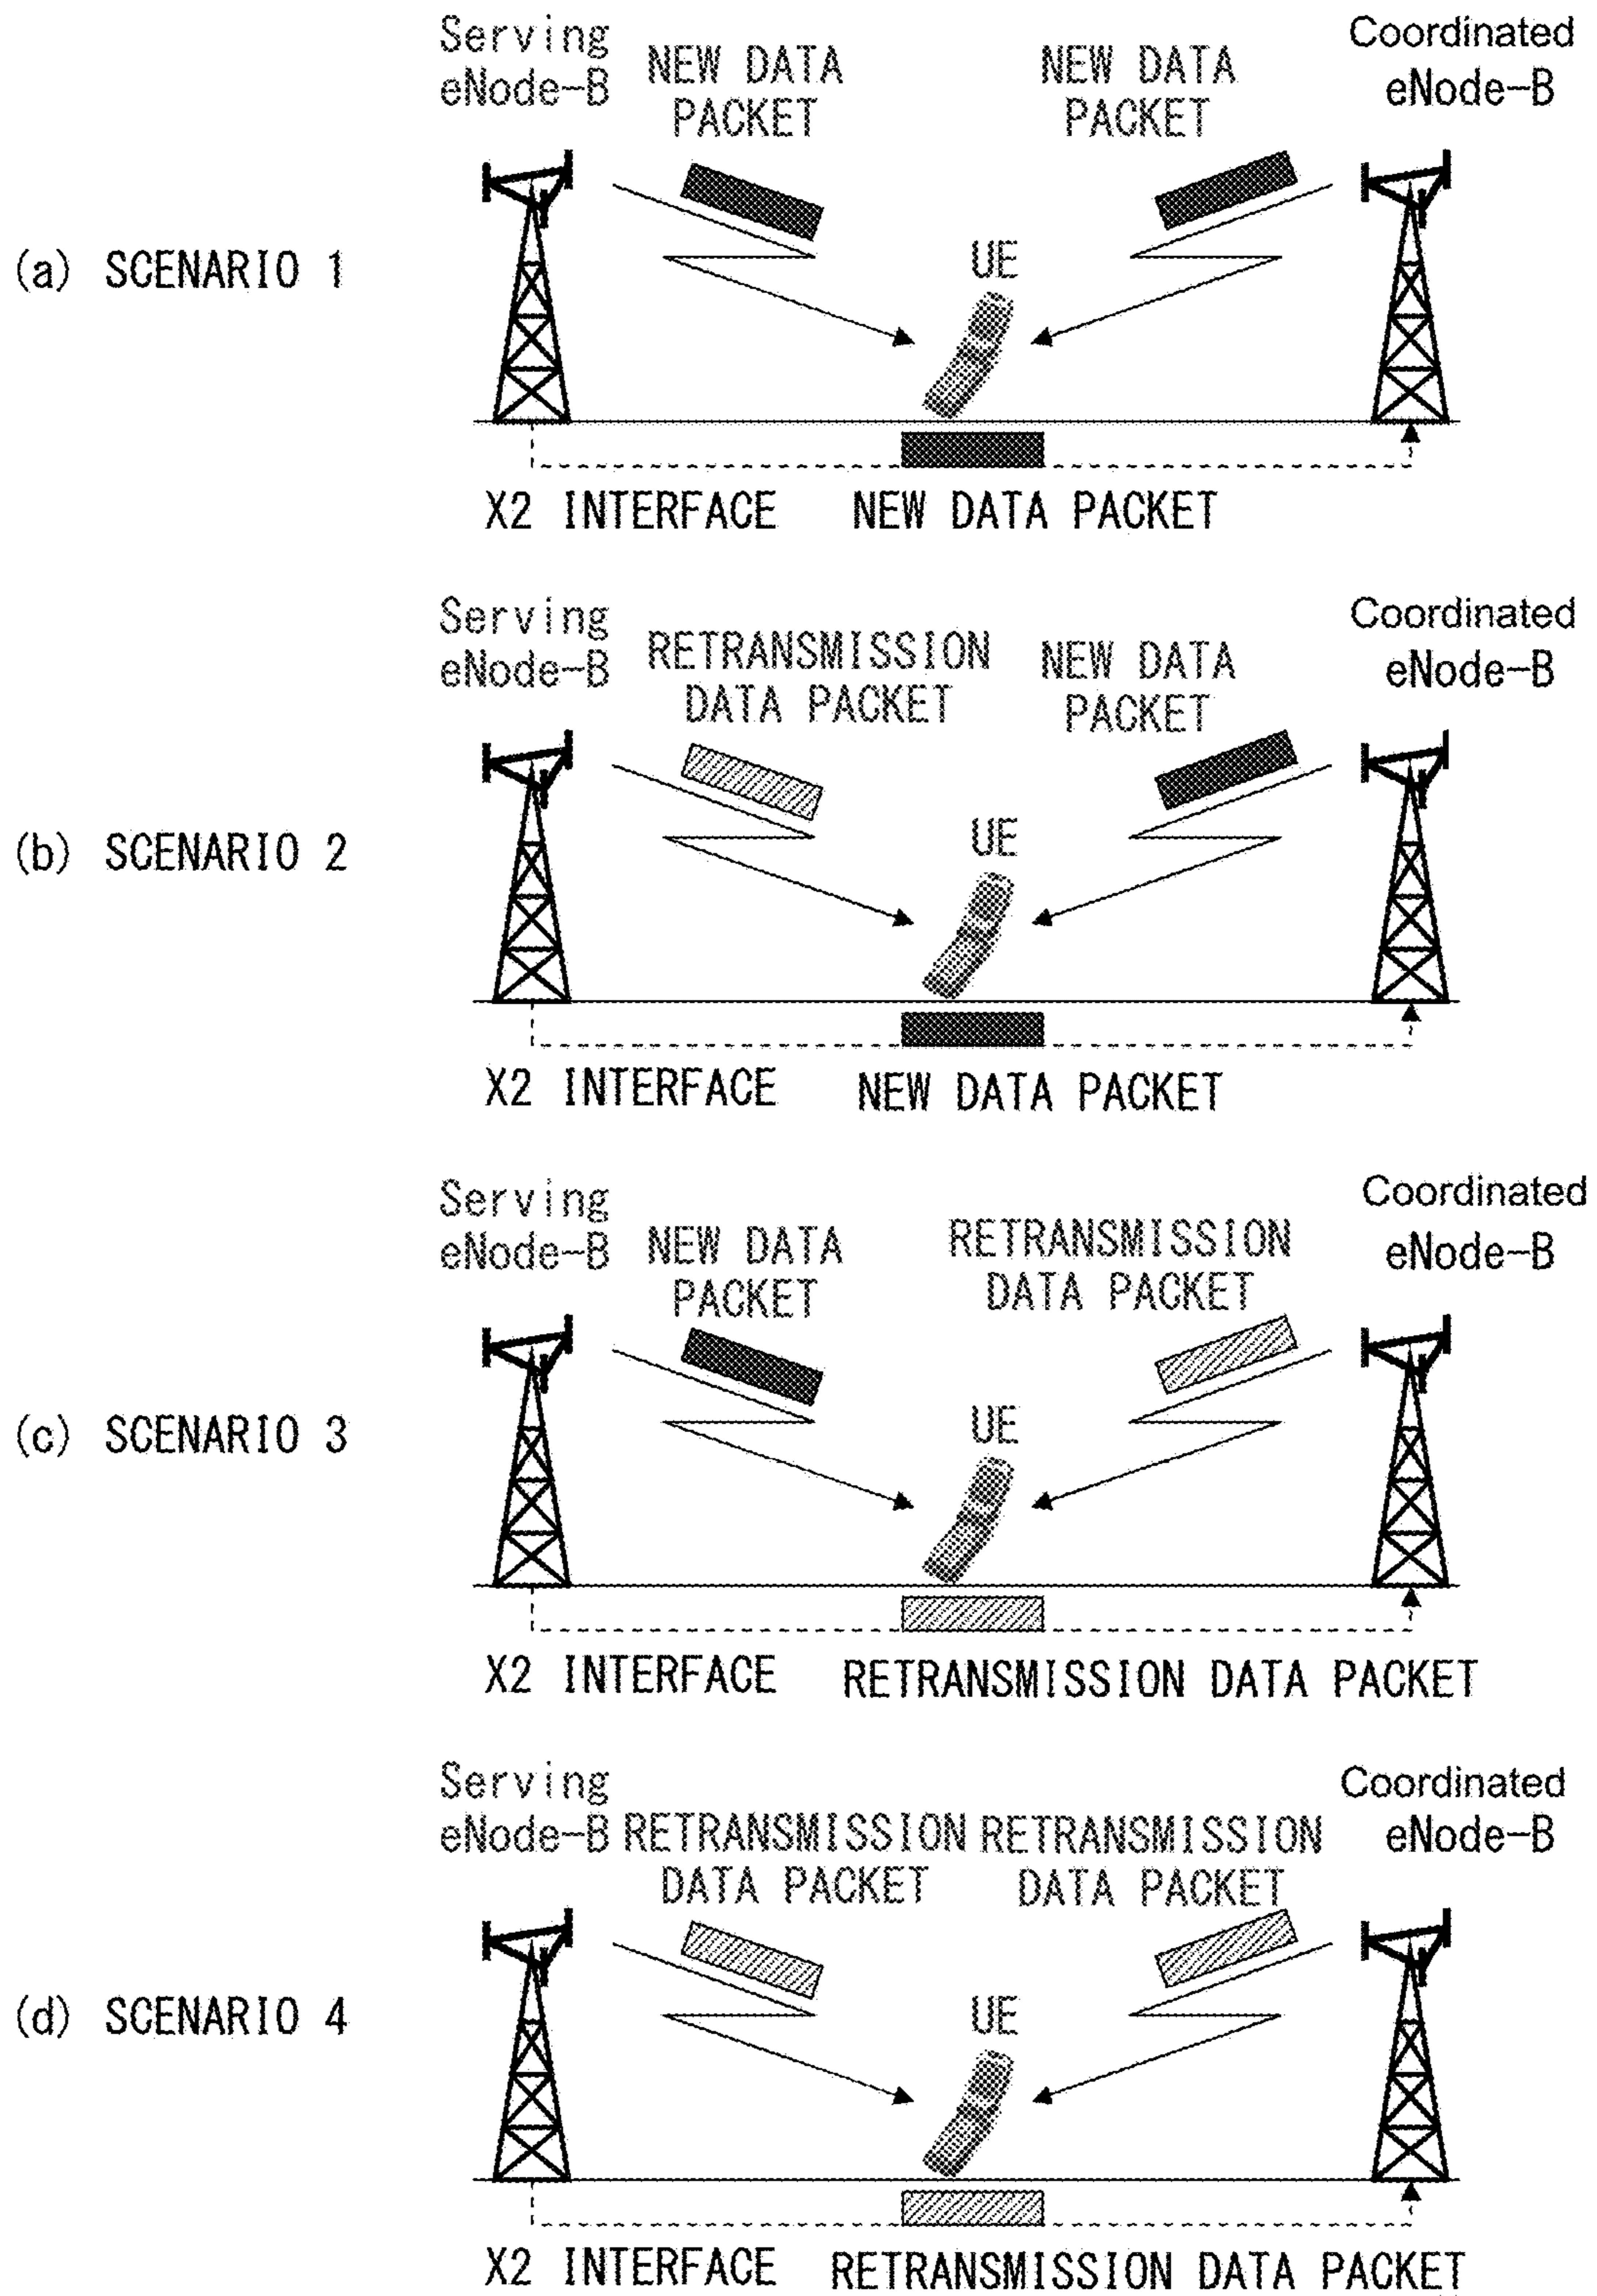 Serving
eNode-B
NEW DATA
PACKET
NEW DATA
PACKET
Coordinated
eNode-B
(a) SCENARIO 1
UE
X2 INTERFACE
NEW DATA PACKET
Serving
eNode-B
RETRANSMISSION
DATA PACKET
NEW DATA
PACKET
Coordinated
eNode-B
(b) SCENARIO 2
UE
X2 INTERFACE
NEW DATA PACKET
Serving
eNode-B
NEW DATA
PACKET
RETRANSMISSION
DATA PACKET
Coordinated
eNode-B
(c) SCENARIO 3
UE
X2 INTERFACE
RETRANSMISSION DATA PACKET
Serving
eNode-B
RETRANSMISSION
DATA PACKET
RETRANSMISSION
DATA PACKET
Coordinated
eNode-B
(d) SCENARIO 4
UE
X2 INTERFACE
RETRANSMISSION DATA PACKET